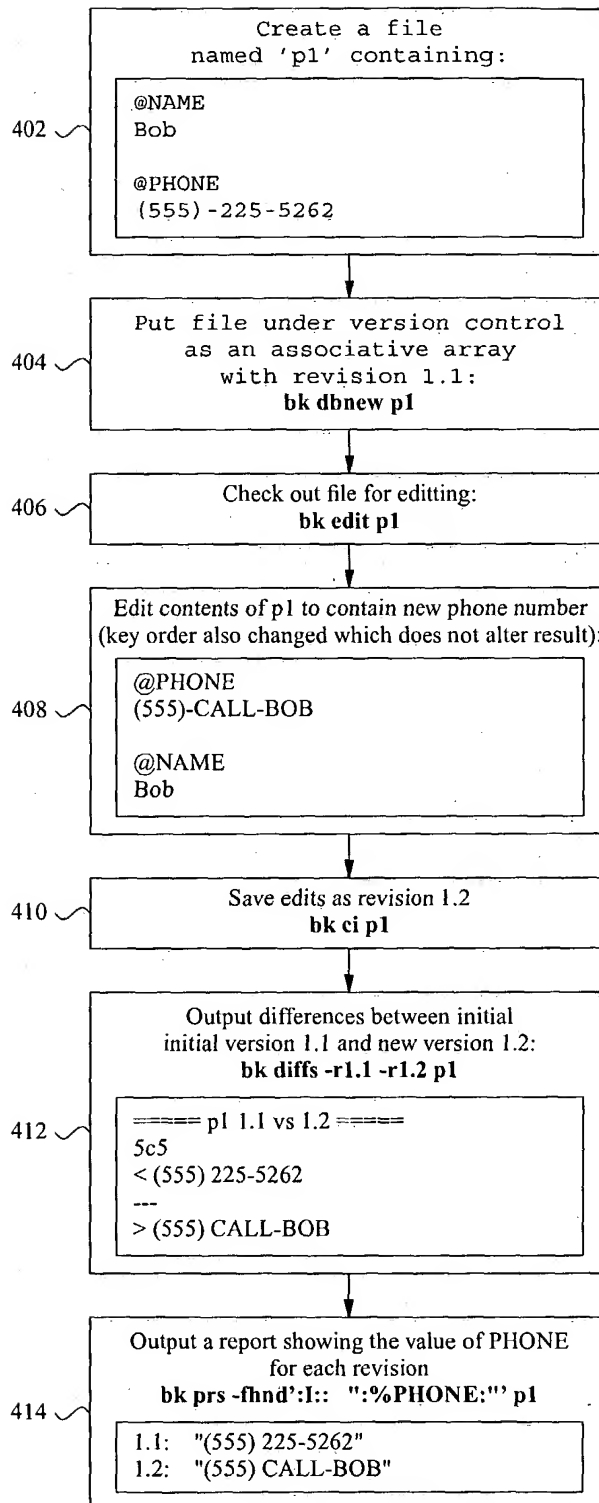 Create a file
named 'p1' containing:
@NAME
Bob
@PHONE
(555)-225-5262
402
Put file under version control
as an associative array
with revision 1.1:
bk dbnew p1
404
Check out file for editting:
bk edit p1
406
Edit contents of p1 to contain new phone number
(key order also changed which does not alter result):
@PHONE
(555)-CALL-BOB
@NAME
Bob
408
Save edits as revision 1.2
bk ci p1
410
Output differences between initial
initial version 1.1 and new version 1.2:
bk diffs -r1.1 -r1.2 p1
===== p1 1.1 vs 1.2 =====
5c5
< (555) 225-5262
---
> (555) CALL-BOB
412
Output a report showing the value of PHONE
for each revision
bk prs -fhnd':I:: ":%PHONE:"' p1
1.1: "(555) 225-5262"
1.2: "(555) CALL-BOB"
414